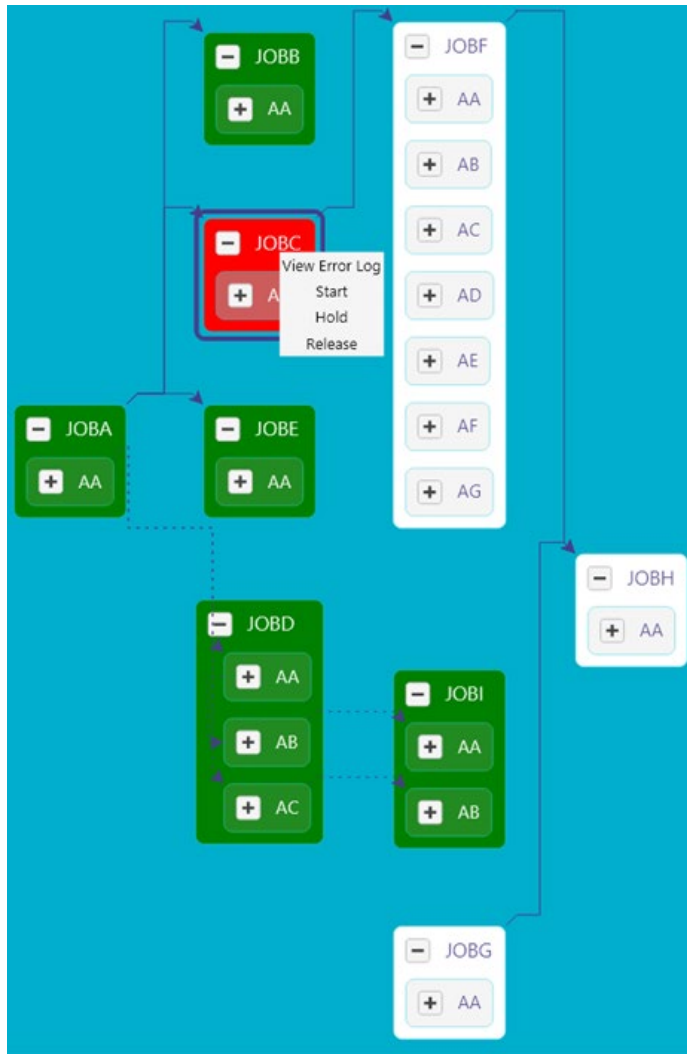 JOBB
AA
JOBC
View Error Log
Start
Hold
Release
JOBF
AA
AB
AC
AD
AE
AF
AG
JOBA
AA
JOBE
AA
JOBD
AA
AB
AC
JOBI
AA
AB
JOBH
AA
JOBG
AA